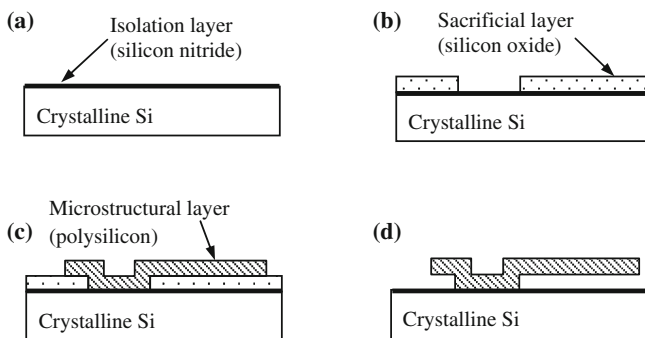 (a)
Isolation layer
(silicon nitride)
Crystalline Si
(b)
Sacrificial layer
(silicon oxide)
Crystalline Si
(c)
Microstructural layer
(polysilicon)
Crystalline Si
(d)
Crystalline Si